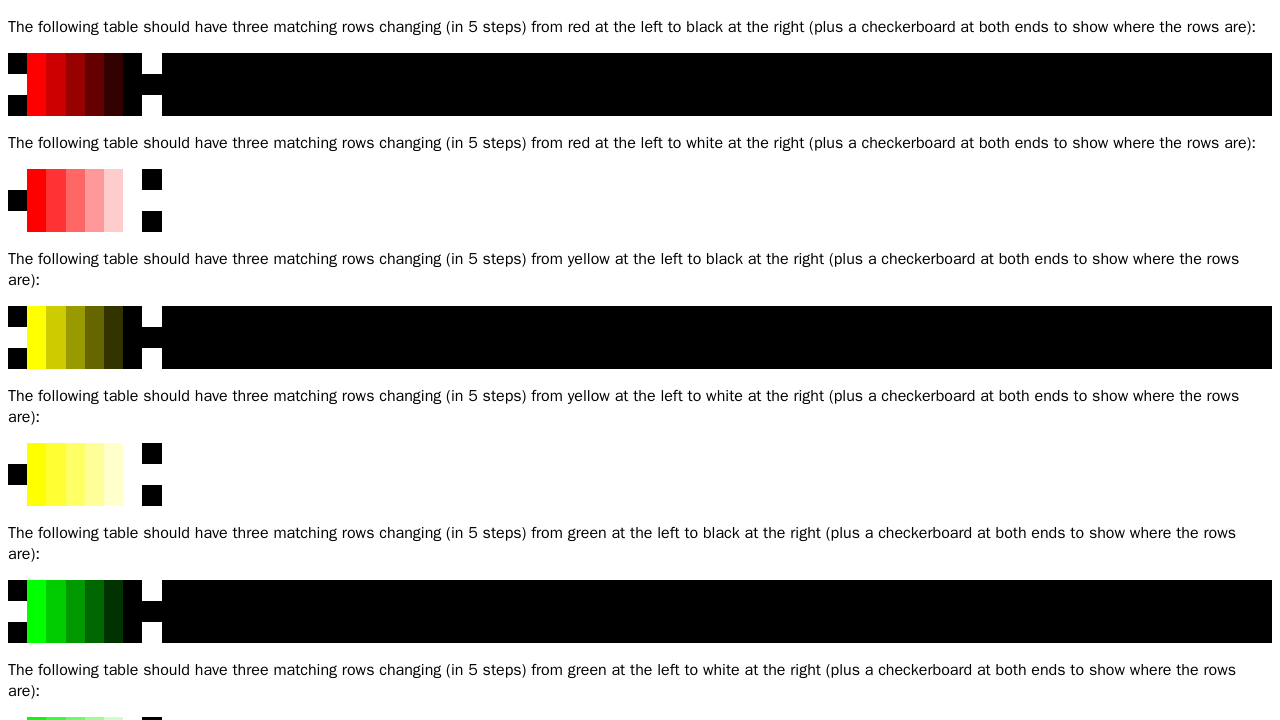 The following table should have three matching rows changing (in 5 steps) from red at the left to black at the right (plus a checkerboard at both ends to show where the rows are):
The following table should have three matching rows changing (in 5 steps) from red at the left to white at the right (plus a checkerboard at both ends to show where the rows are):
The following table should have three matching rows changing (in 5 steps) from yellow at the left to black at the right (plus a checkerboard at both ends to show where the rows
are):
The following table should have three matching rows changing (in 5 steps) from yellow at the left to white at the right (plus a checkerboard at both ends to show where the rows
are):
The following table should have three matching rows changing (in 5 steps) from green at the left to black at the right (plus a checkerboard at both ends to show where the rows
are):
The following table should have three matching rows changing (in 5 steps) from green at the left to white at the right (plus a checkerboard at both ends to show where the rows
are):